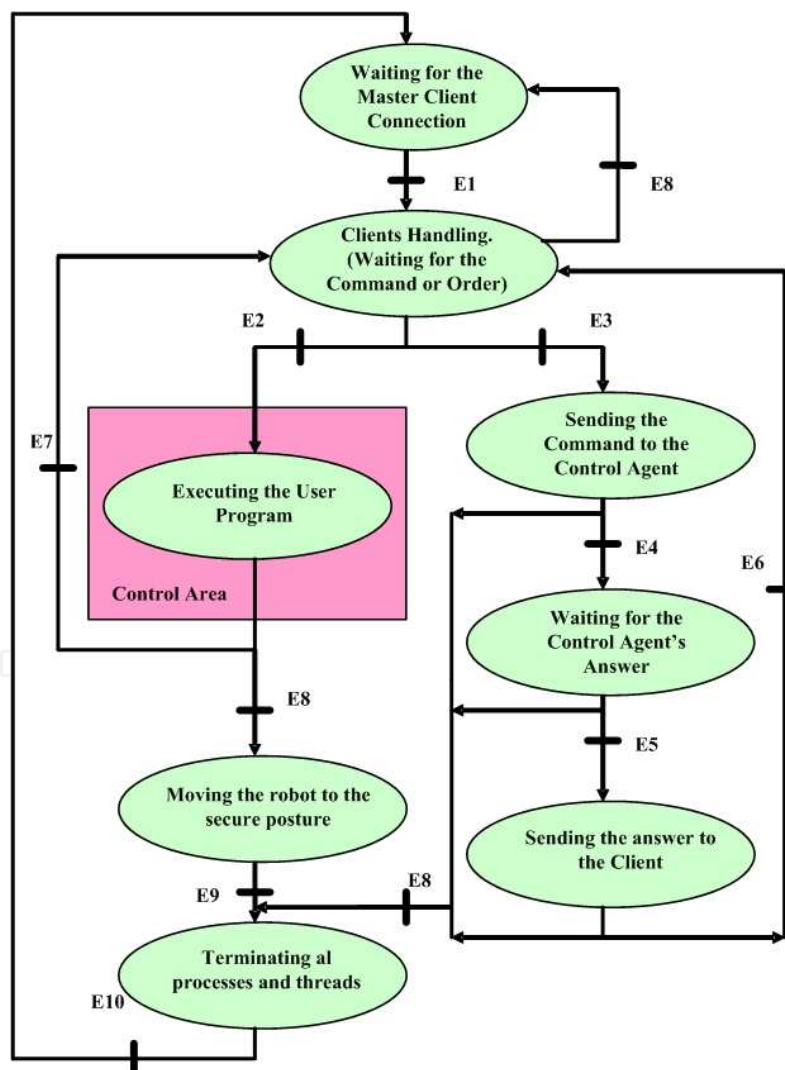 Waiting for the
Master Client
Connection
E1
E8
Clients Handling.
(Waiting for the
Command or Order)
E2
E3
Sending the
Command to the
Control Agent
E7
Executing the User
Program
Control Area
E4
E6
Waiting for the
Control Agent's
Answer
E8
E5
Moving the robot to the
secure posture
Sending the answer to
the Client
E9
E8
Terminating al
processes and threads
E10